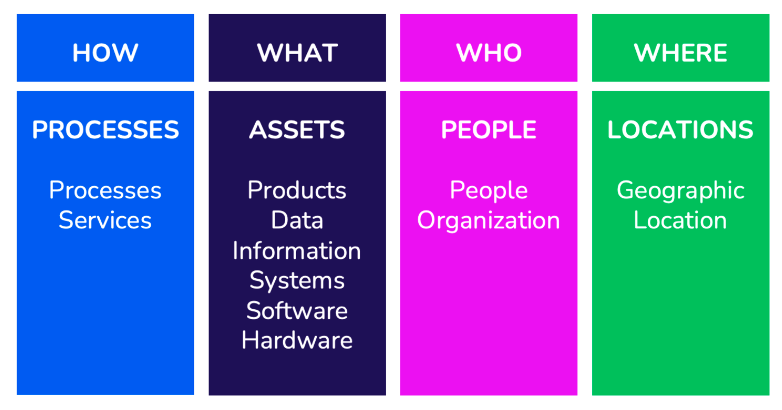 HOW
PROCESSES
Processes
Services
WHAT
ASSETS
Products
Data
Information
Systems
Software
Hardware
WHO
PEOPLE
People
Organization
WHERE
LOCATIONS
Geographic
Location